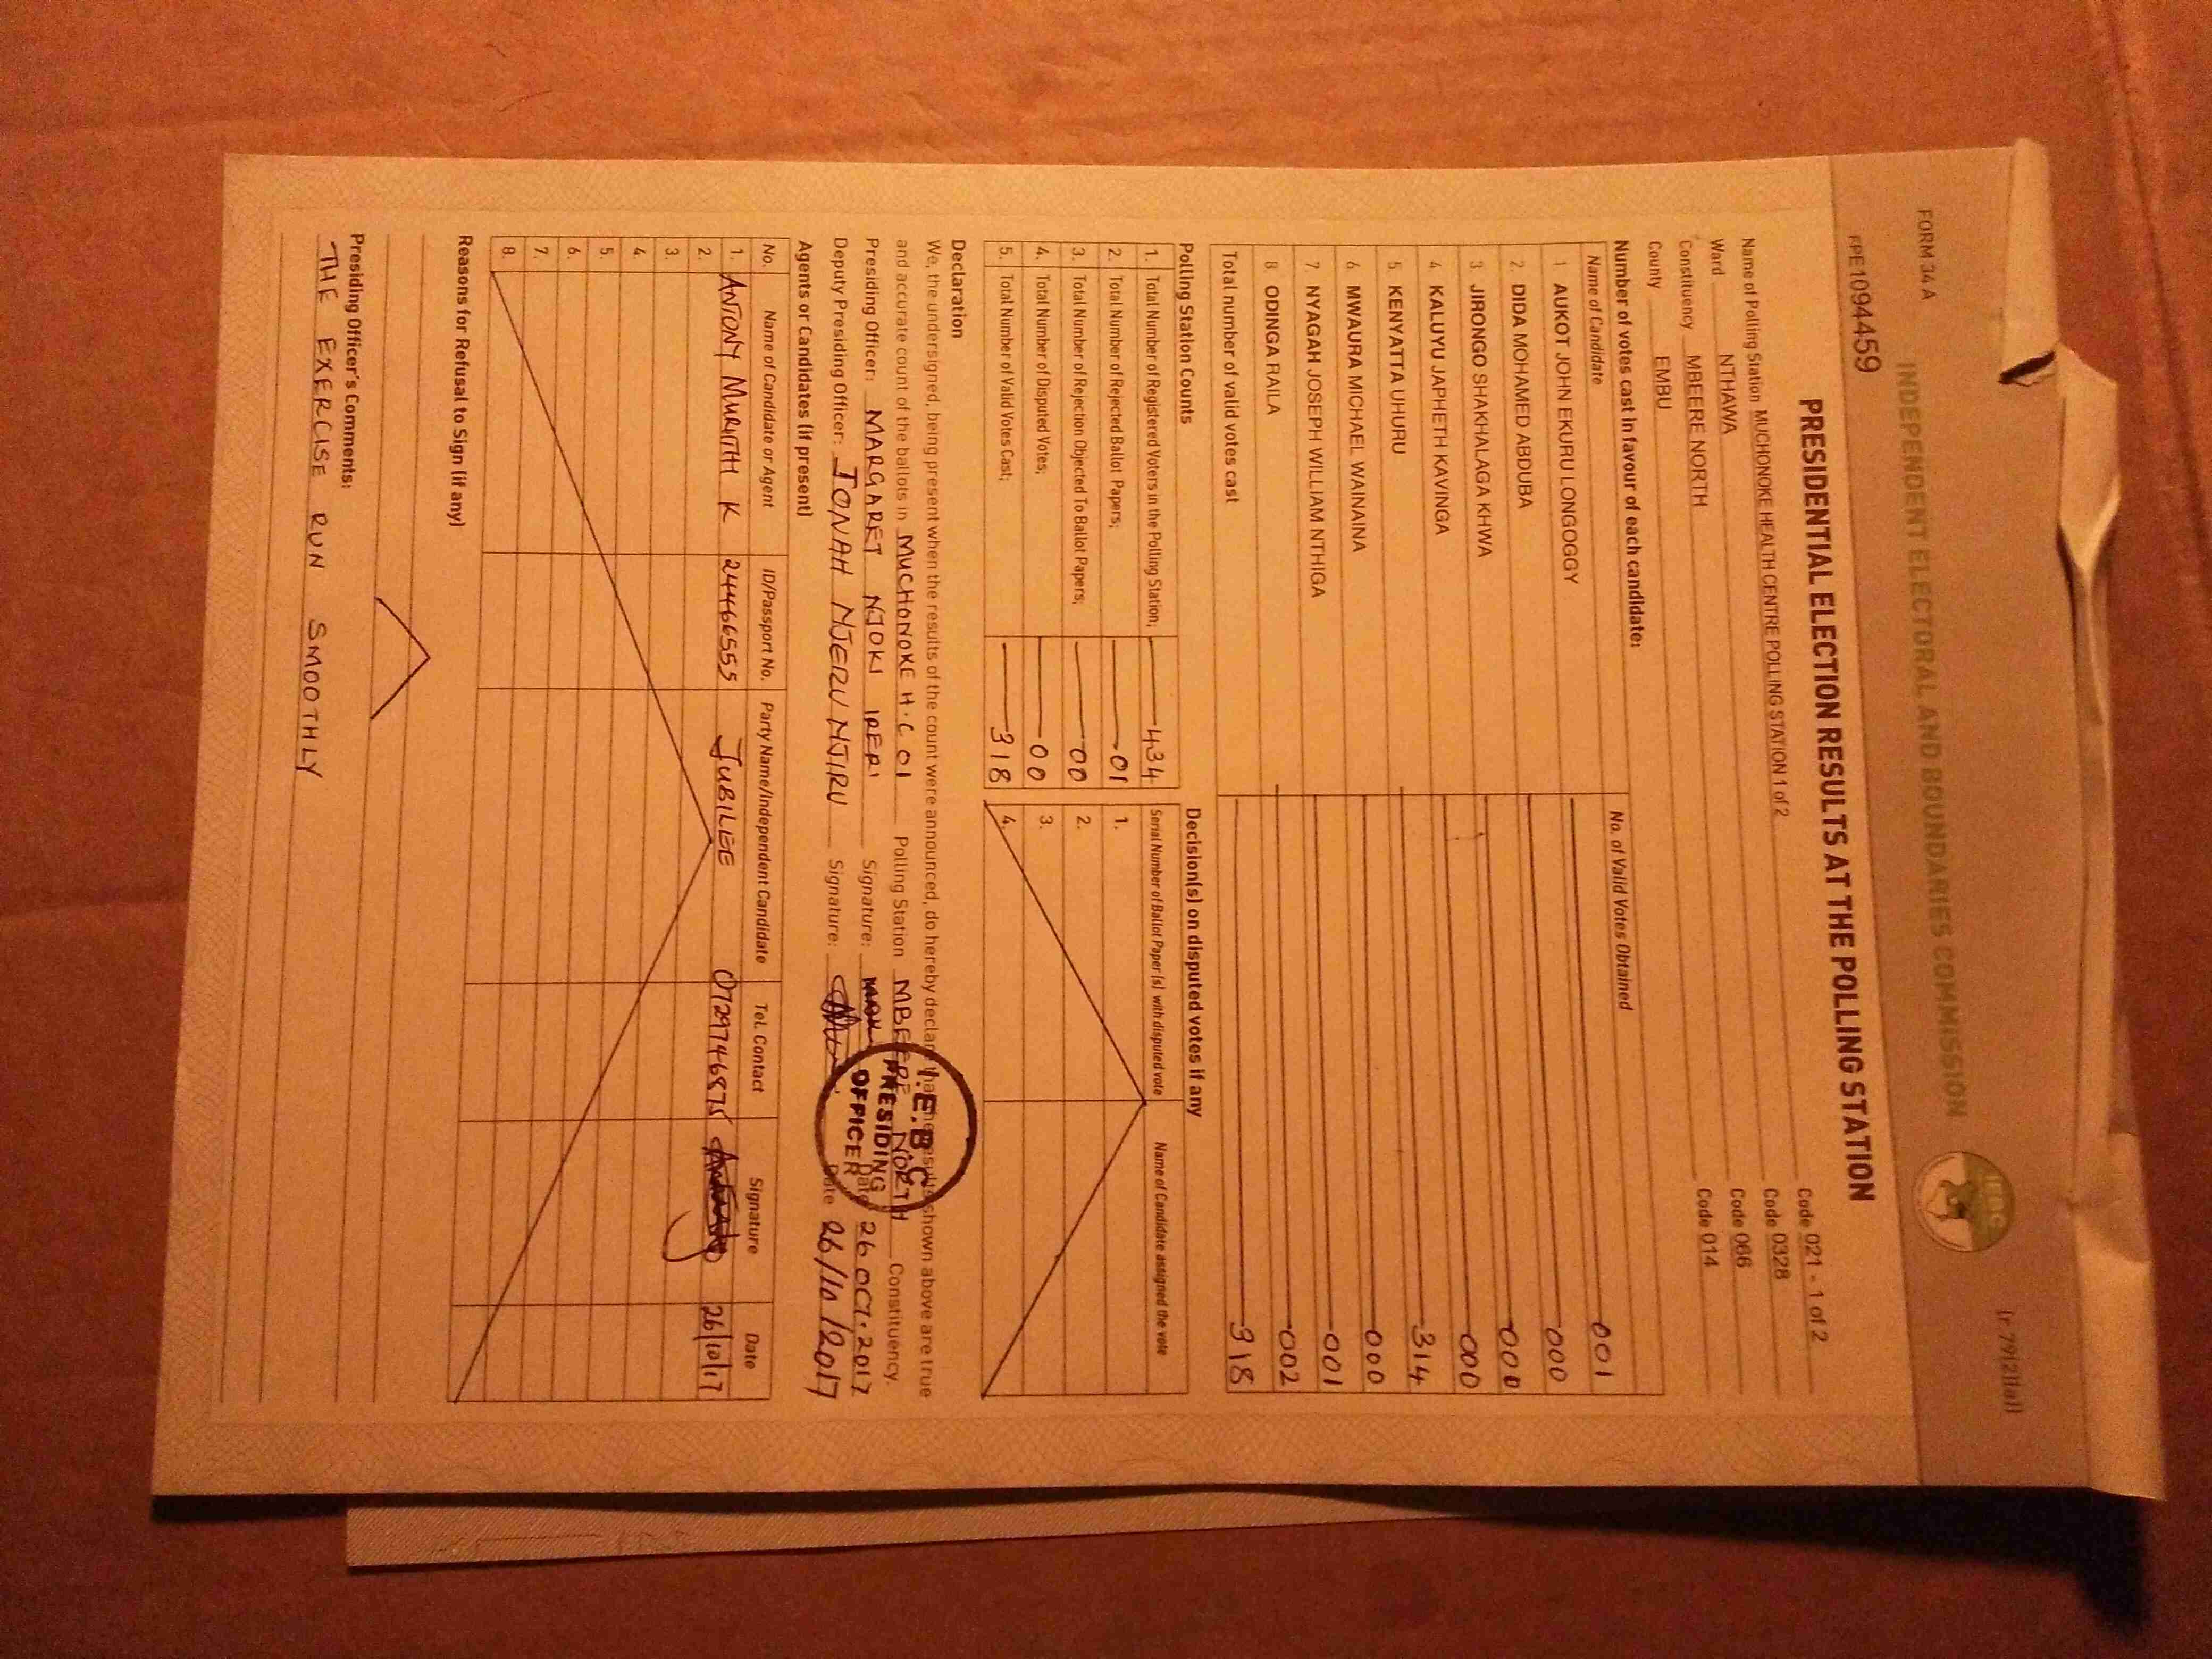 FORM 34 A
(r 79(2)(a))
INDEPENDENT ELECTORAL AND BOUNDARIES COMMISSION
iebc
PPE1094459
PRESIDENTIAL ELECTION RESULTS AT THE POLLING STATION
Name of Polling Station MUCHONOKE HEALTH CENTRE POLLING STATION 1 of 2 Code 021 - 1 of 2
Ward NTHAWA Code 0328
Constituency MBEERE NORTH Code 066
County EMBU Code 014
Number of votes cast in favour of each candidate:
Name of Candidate No. of Valid Votes Obtained
1 AUKOT JOHN EKURU LONGOGGY 001
2. DIDA MOHAMED ABDUBA 000
3 JIRONGO SHAKHALAGA KHWA 000
4 KALUYU JAPHETH KAVINGA 000
5 KENYATTA UHURU 314
6 MWAURA MICHAEL WAINAINA 000
7 NYAGAH JOSEPH WILLIAM NTHIGA 001
8 ODINGA RAILA 002
Total number of valid votes cast 318
Polling Station Counts Decision(s) on disputed votes if any
1. Total Number of Registered Voters in the Polling Station; 434 Serial Number of Ballot Paper (s) with disputed vote Name of Candidate assigned the vote
2. Total Number of Rejected Ballot Papers; 01 1.
3. Total Number of Rejection Objected To Ballot Papers; 00 2.
4. Total Number of Disputed Votes; 00 3.
5. Total Number of Valid Votes Cast; 318 4.
Declaration
We, the undersigned, being present when the results of the count were announced, do hereby declare that the results shown above are true
and accurate count of the ballots in MUCHONOKE H.C 01 Polling Station MBEERE NORTH Constituency.
Presiding Officer: MARGARET NJOKI IRERI Signature: Date 26 OCT. 2017
Deputy Presiding Officer: JONAH NJERU NJIRU Signature: Date 26/10/2017
I.E.B.C
PRESIDING
OFFICER
Agents or Candidates (if present)
No. Name of Candidate or Agent ID/Passport No. Party Name/Independent Candidate Tel. Contact Signature Date
1. ANTONY MURIITH K 24466555 JUBILEE 0729746875 26/10/17
2.
3.
4.
5.
6.
7.
8.
Reasons for Refusal to Sign (if any)
Presiding Officer's Comments:
THE EXERCISE RUN SMOOTHLY